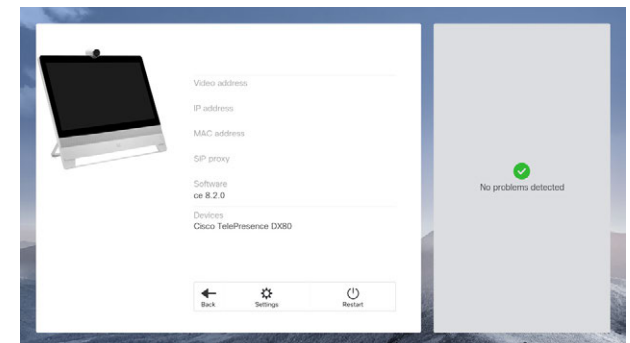 Video address
IP address
MAC address
SIP proxy
Software
ce 8.2.0
Devices
Cisco TelePresence DX80
Back
Settings
Restart
No problems detected